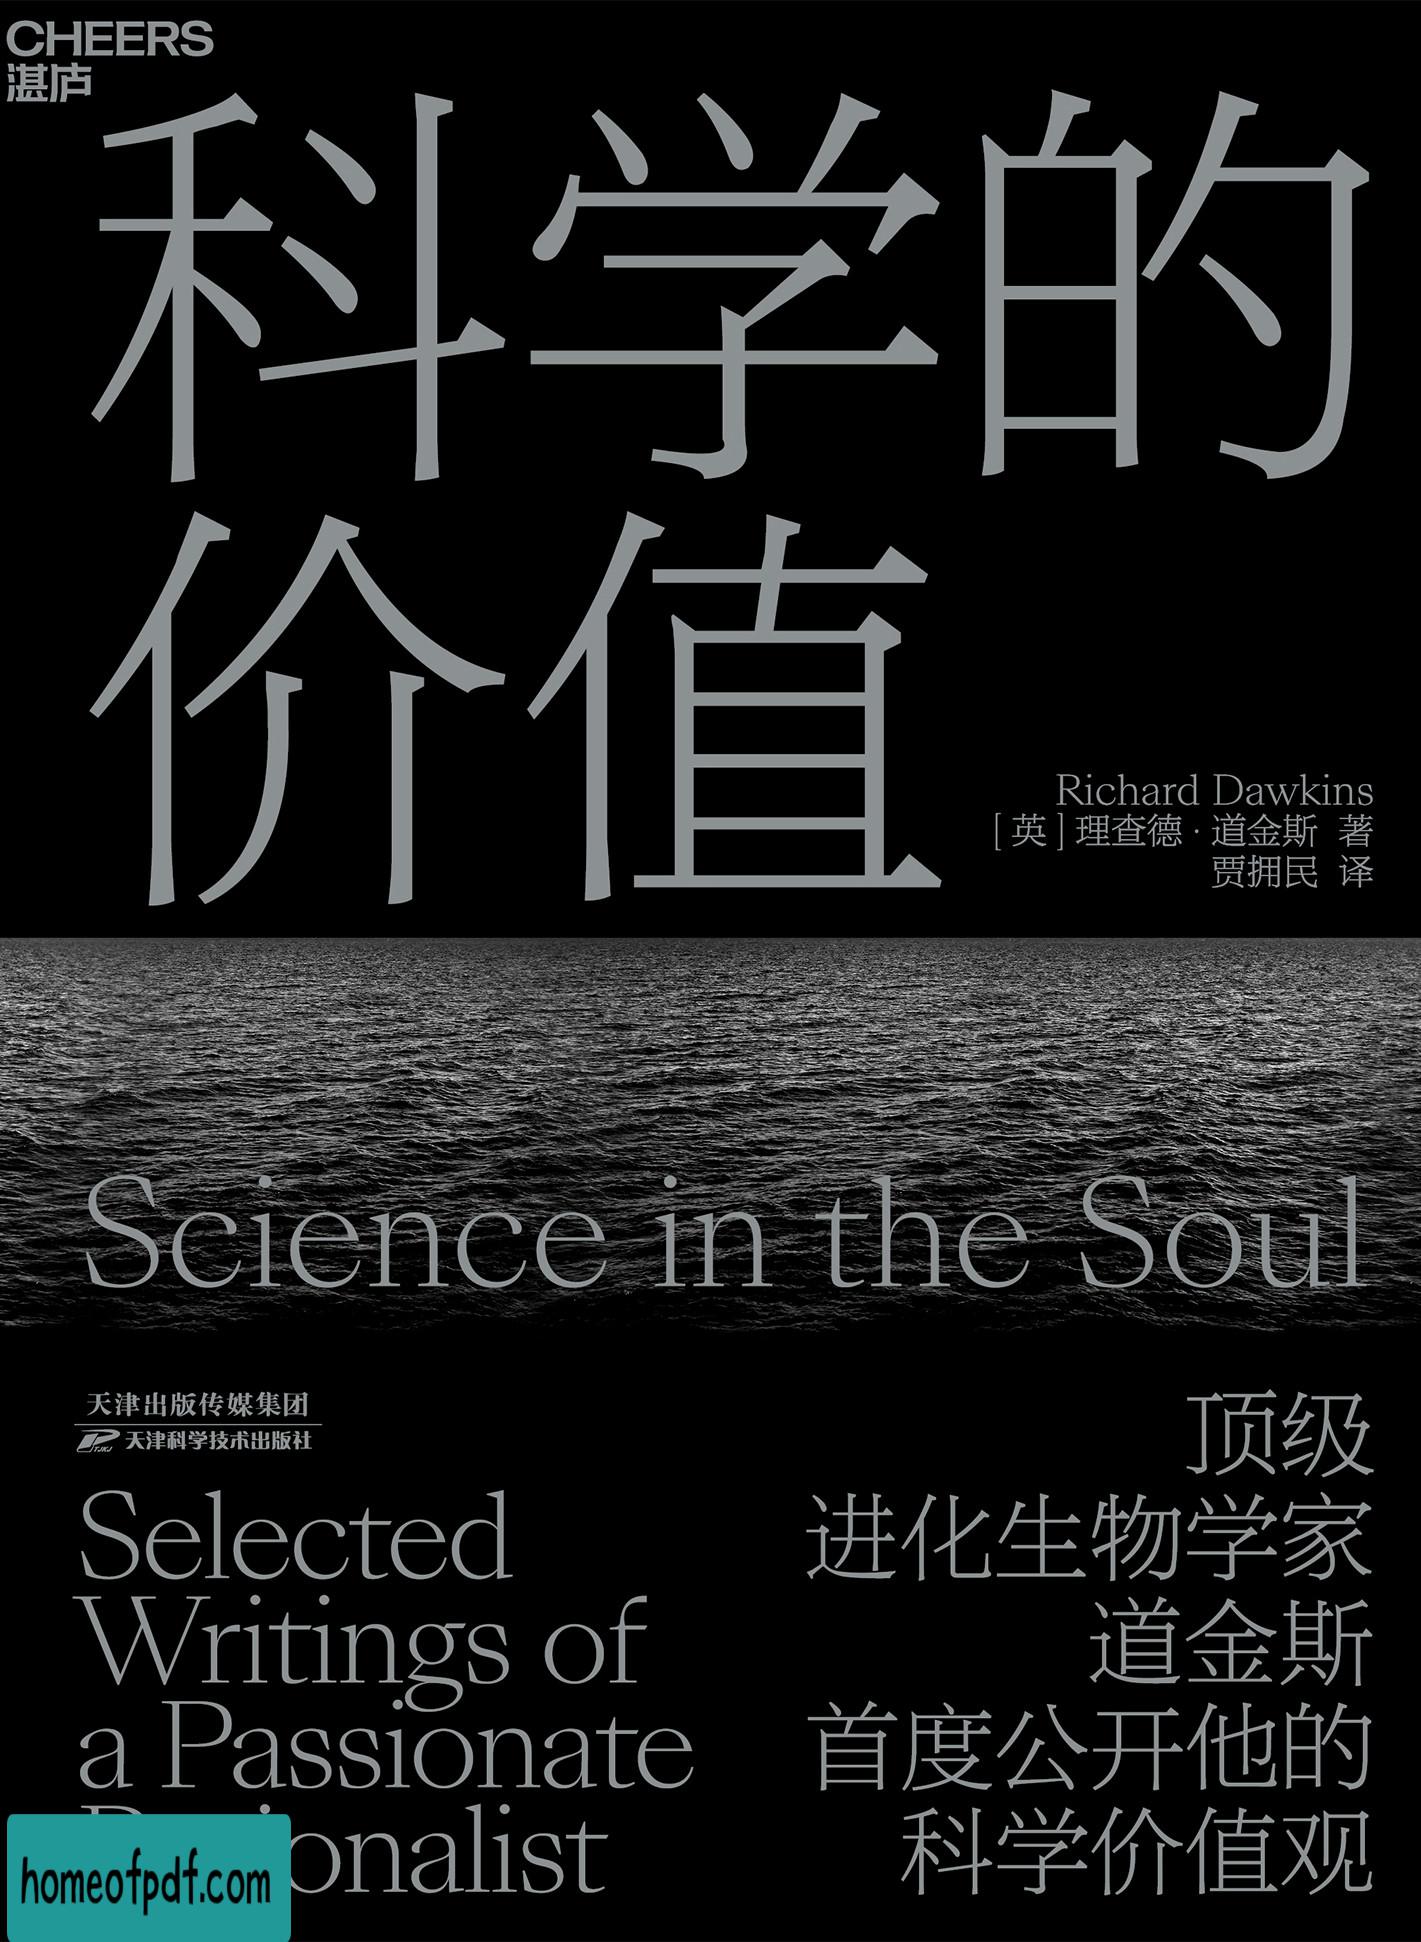 CHEERS
湛庐
科学的
价值
Richard Dawkins
[英]理查德·道金斯 著
贾拥民 译
Science in the Soul
天津出版传媒集团
TJKJ 天津科学技术出版社
Selected
Writings of
a Passionate
onalist
顶级
进化生物学家
道金斯
首度公开他的
科学价值观
homeofpdf.com